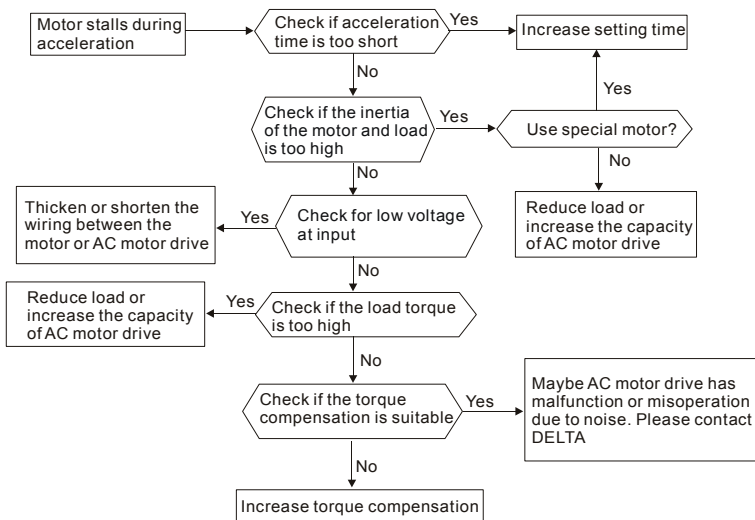 Motor stalls during
acceleration
Check if acceleration
time is too short
Yes
Increase setting time
No
Yes
Check if the inertia
of the motor and load
is too high
Yes
Use special motor?
No
No
Thicken or shorten the
wiring between the
motor or AC motor drive
Yes
Check for low voltage
at input
Reduce load or
increase the capacity
of AC motor drive
No
Reduce load or
increase the capacity
of AC motor drive
Yes
Check if the load torque
is too high
No
Check if the torque
compensation is suitable
Yes
Maybe AC motor drive has
malfunction or misoperation
due to noise. Please contact
DELTA
No
Increase torque compensation